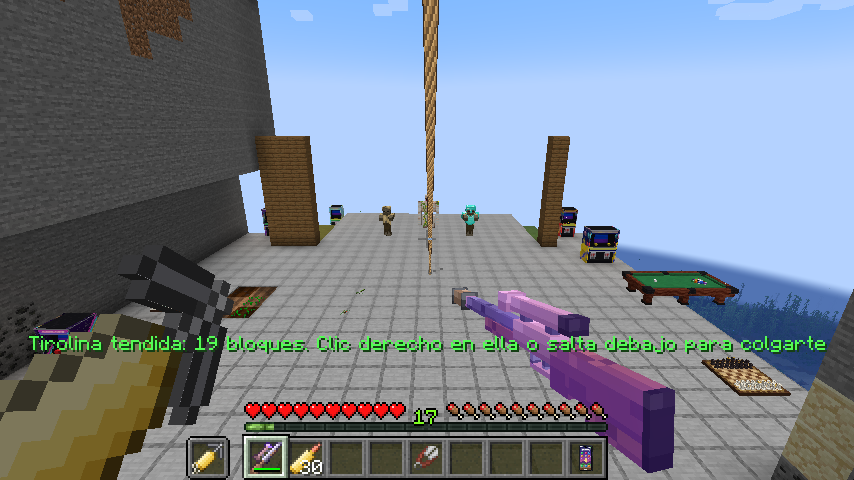 Tirolina tendida: 19 bloques. Clic derecho en ella o salta debajo para colgarte
17
30